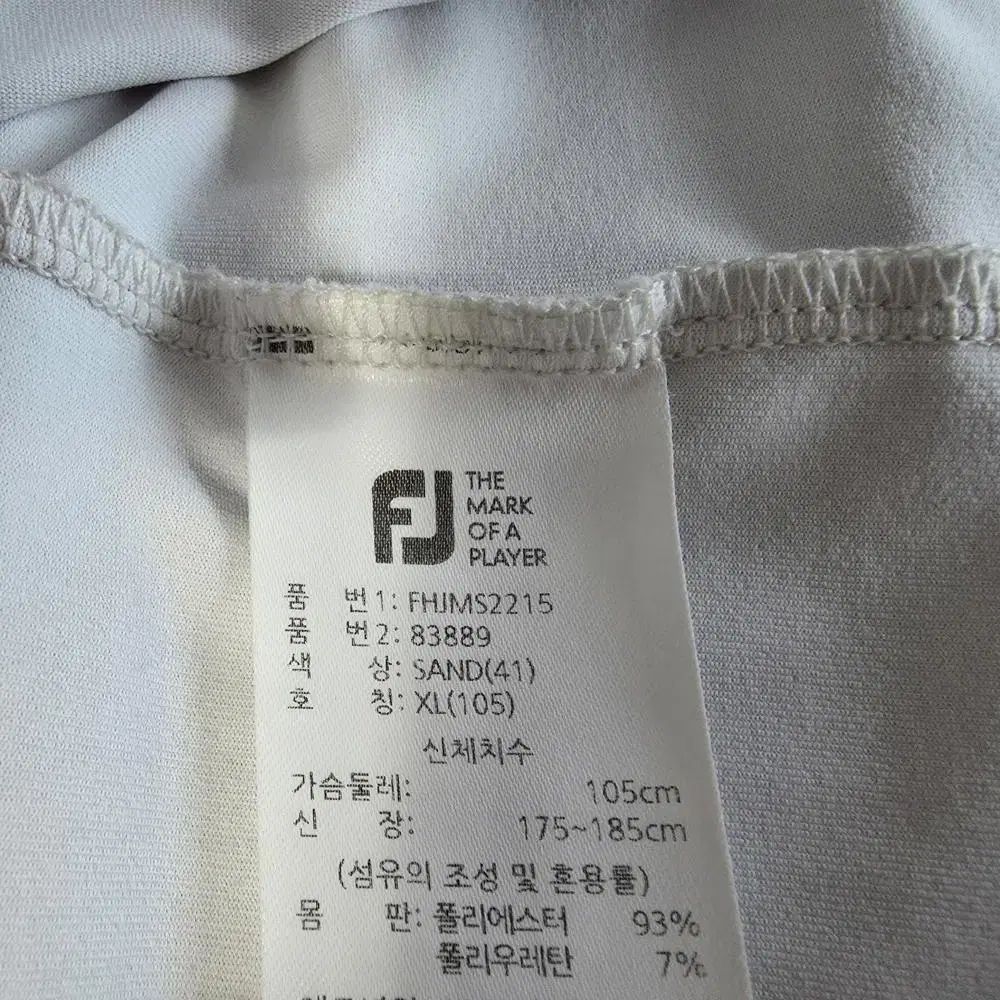 FJ THE
MARK
OF A
PLAYER
품 번1: FHJMS2215
품 번2: 83889
색 상: SAND(41)
호 칭: XL(105)
신체치수
가슴둘레: 105cm
신 장: 175~185cm
(섬유의 조성 및 혼용률)
몸 판: 폴리에스터 93%
폴리우레탄 7%